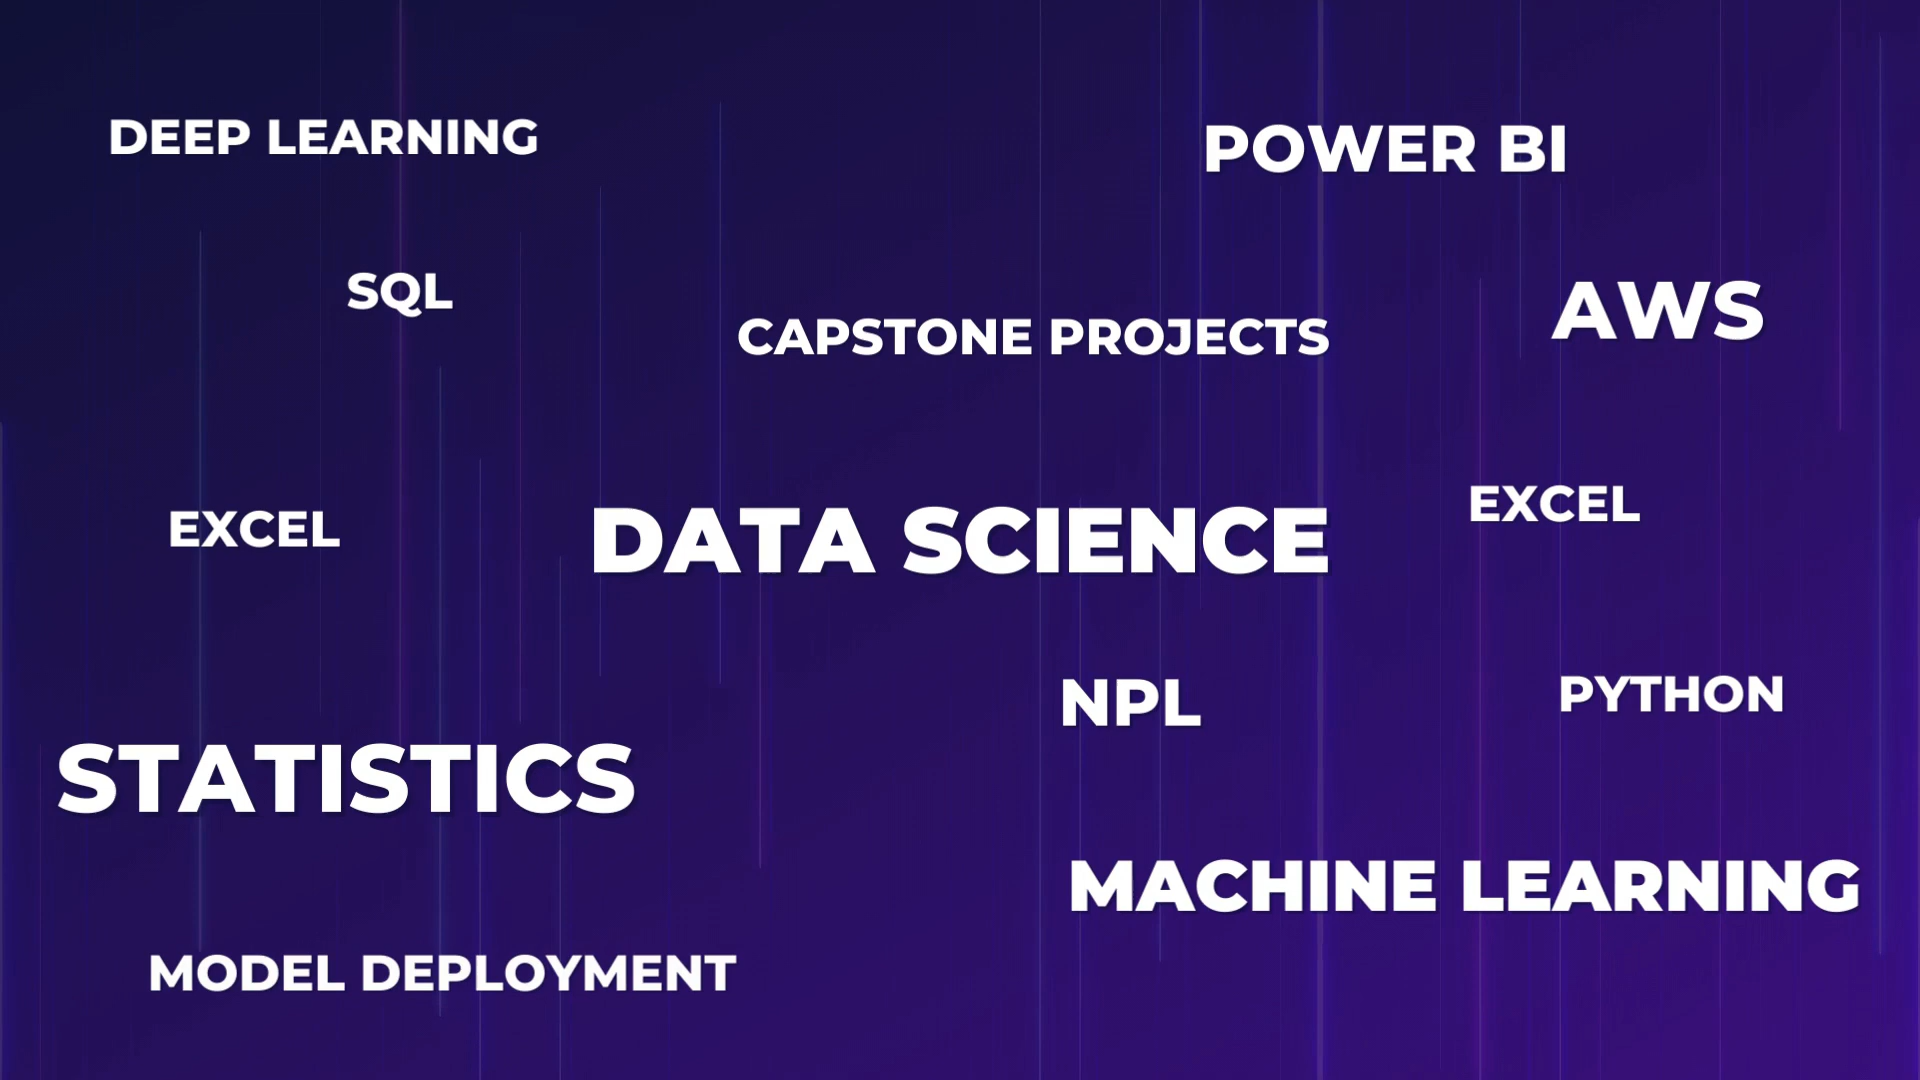 DEEP LEARNING
POWER BI
SQL
AWS
CAPSTONE PROJECTS
EXCEL
DATA SCIENCE
EXCEL
NPL
PYTHON
STATISTICS
MACHINE LEARNING
MODEL DEPLOYMENT